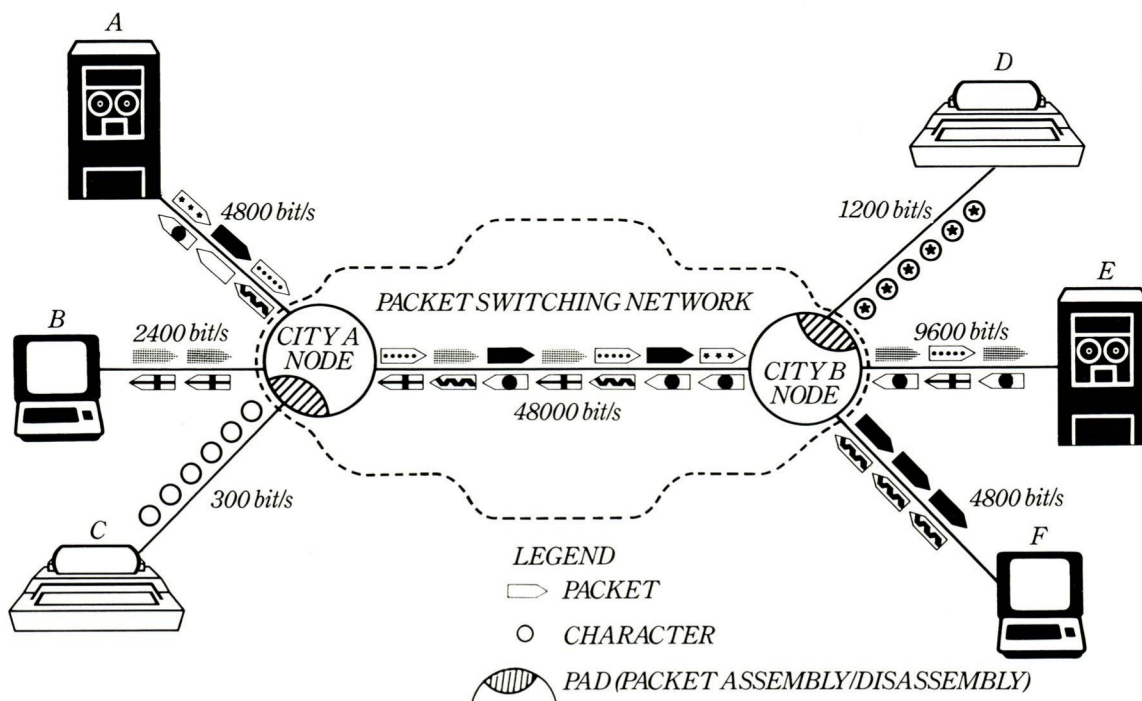 A
D
4800 bit/s
1200 bit/s
PACKET SWITCHING NETWORK
E
B
2400 bit/s
CITY A
NODE
9600 bit/s
CITY B
NODE
48000 bit/s
300 bit/s
4800 bit/s
C
F
LEGEND
PACKET
CHARACTER
PAD (PACKET ASSEMBLY/DISASSEMBLY)